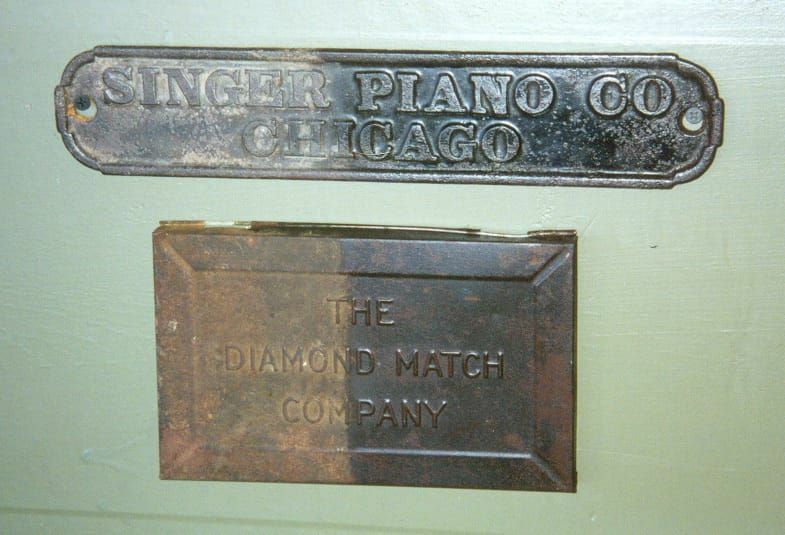 SINGER PIANO CO
CHICAGO
THE
DIAMOND MATCH
COMPANY